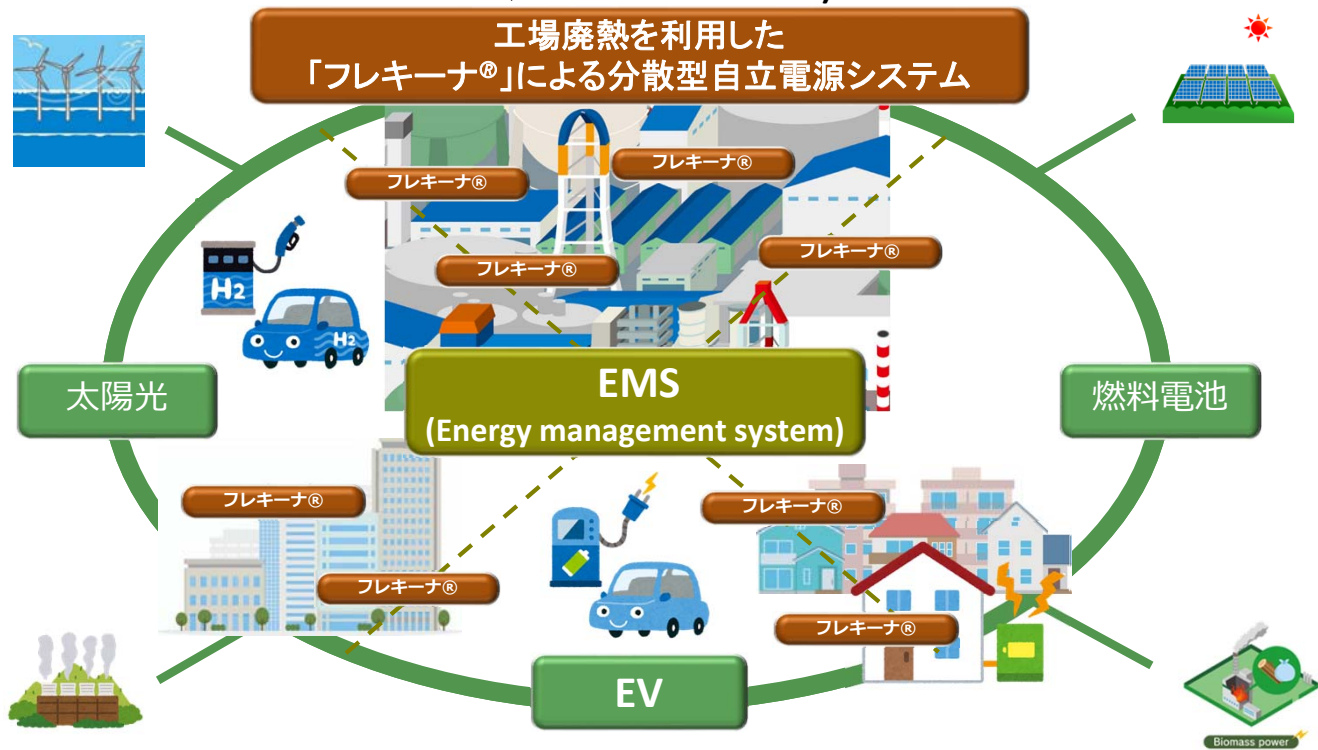 工場廃熱を利用した
「フレキーナ®」による分散型自立電源システム
フレキーナ®
フレキーナ®
フレキーナ®
フレキーナ®
H2
H2
太陽光
EMS
(Energy management system)
燃料電池
フレキーナ®
フレキーナ®
フレキーナ®
フレキーナ®
EV
Biomass power